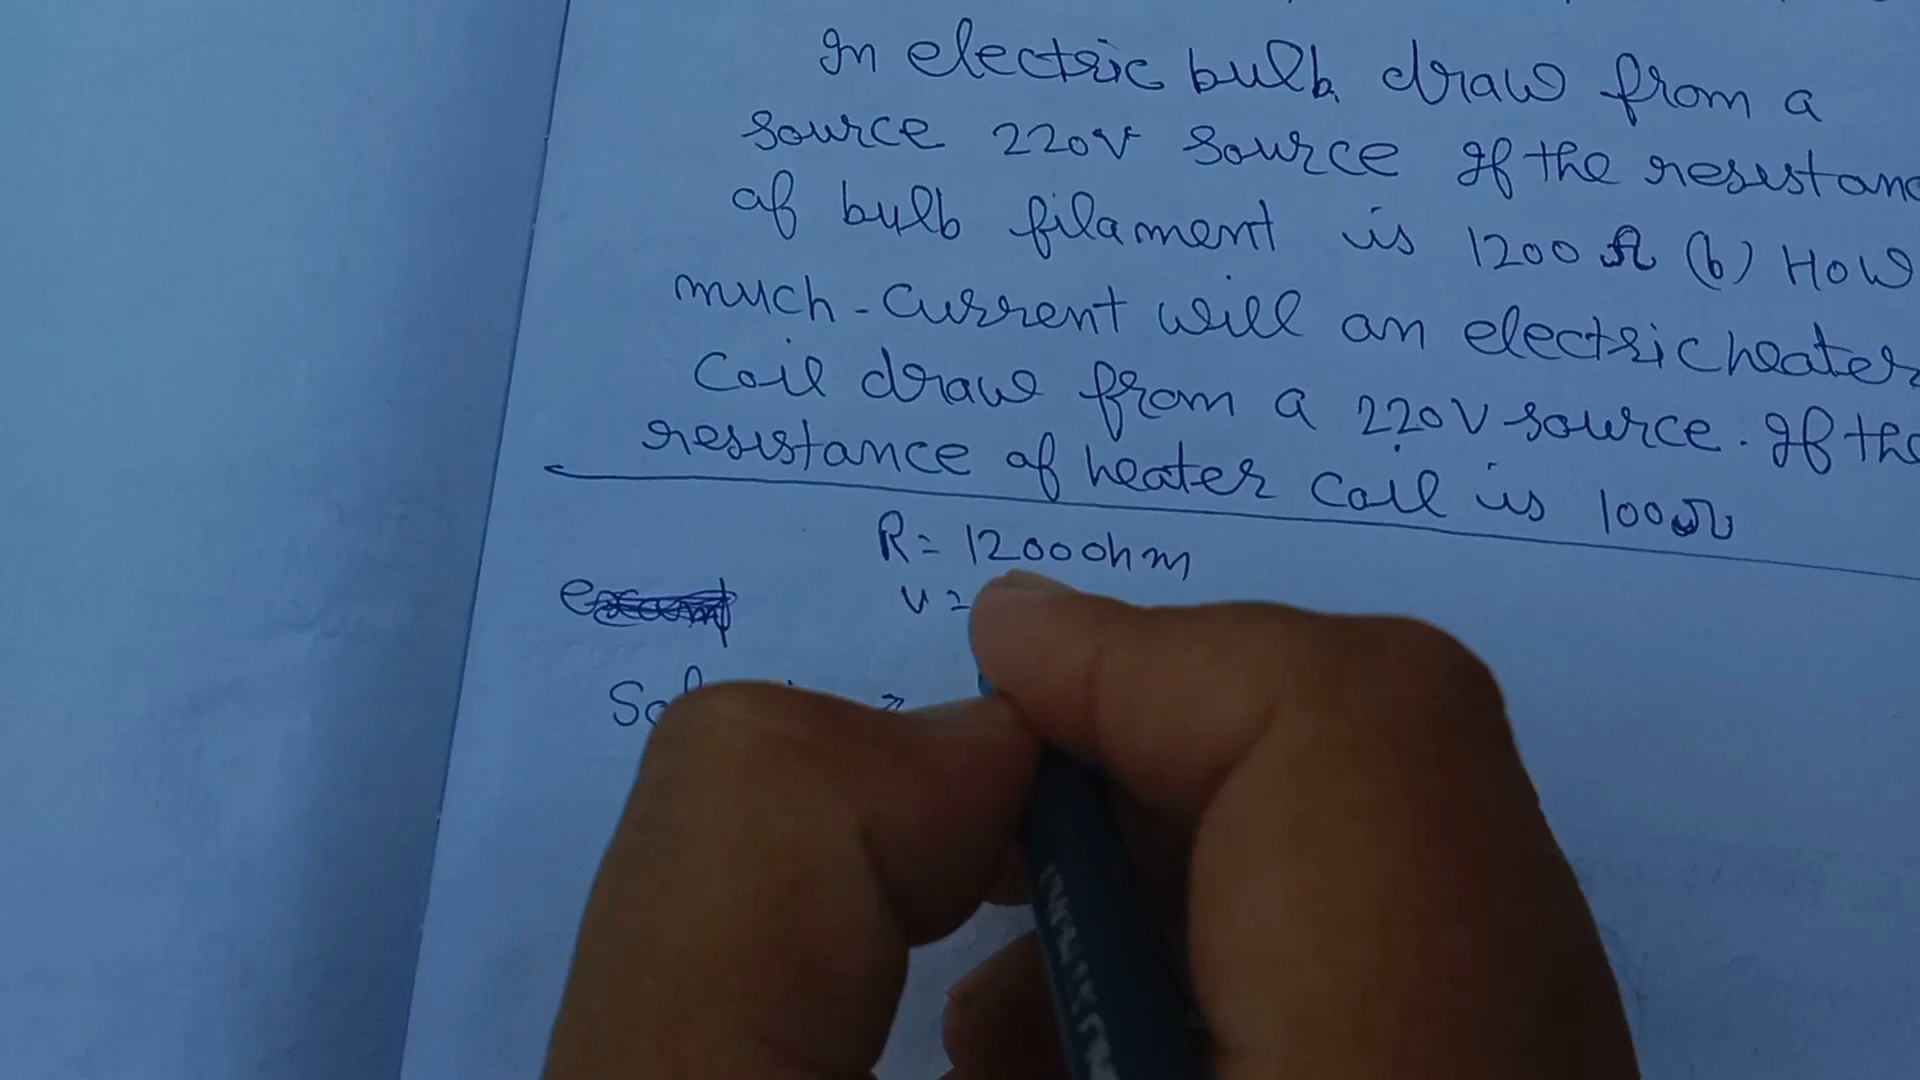 In electric bulb draw from a
source 220V source If the resistanc
of bulb filament is 1200 Ω (b) How
much-current will an electric heater
Coil draw from a 220V source. If the
resistance of heater coil is 100Ω
R= 1200ohm
V=